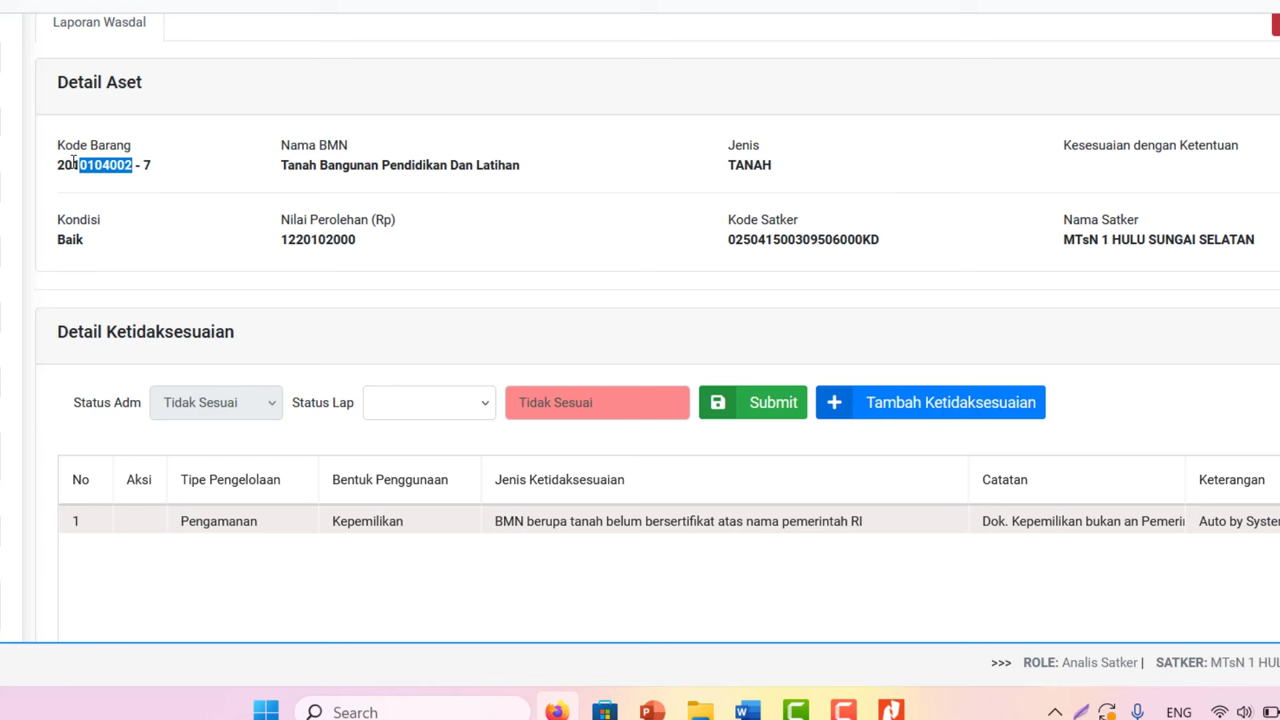 Laporan Wasdal
Detail Aset
Kode Barang
2010104002 - 7
Nama BMN
Tanah Bangunan Pendidikan Dan Latihan
Jenis
TANAH
Kesesuaian dengan Ketentuan
Kondisi
Baik
Nilai Perolehan (Rp)
1220102000
Kode Satker
025041500309506000KD
Nama Satker
MTsN 1 HULU SUNGAI SELATAN
Detail Ketidaksesuaian
Status Adm Tidak Sesuai Status Lap Tidak Sesuai Submit Tambah Ketidaksesuaian
No Aksi Tipe Pengelolaan Bentuk Penggunaan Jenis Ketidaksesuaian Catatan Keterangan
1 Pengamanan Kepemilikan BMN berupa tanah belum bersertifikat atas nama pemerintah RI Dok. Kepemilikan bukan an Pemerin Auto by Syste
>>> ROLE: Analis Satker | SATKER: MTsN 1 HUL
Search ENG